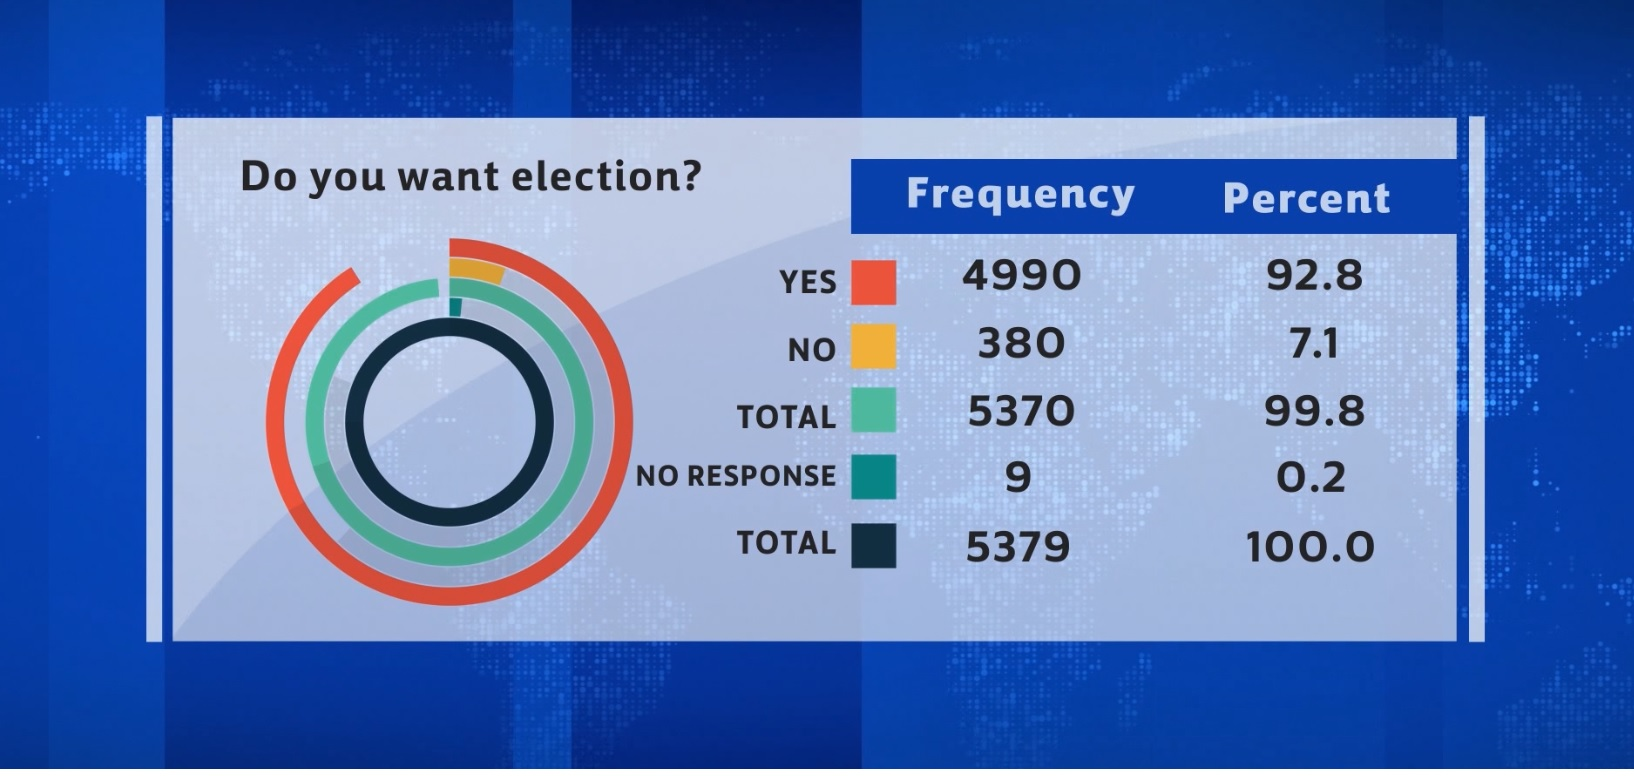 Do you want election?
Frequency Percent
YES 4990 92.8
NO 380 7.1
TOTAL 5370 99.8
NO RESPONSE 9 0.2
TOTAL 5379 100.0